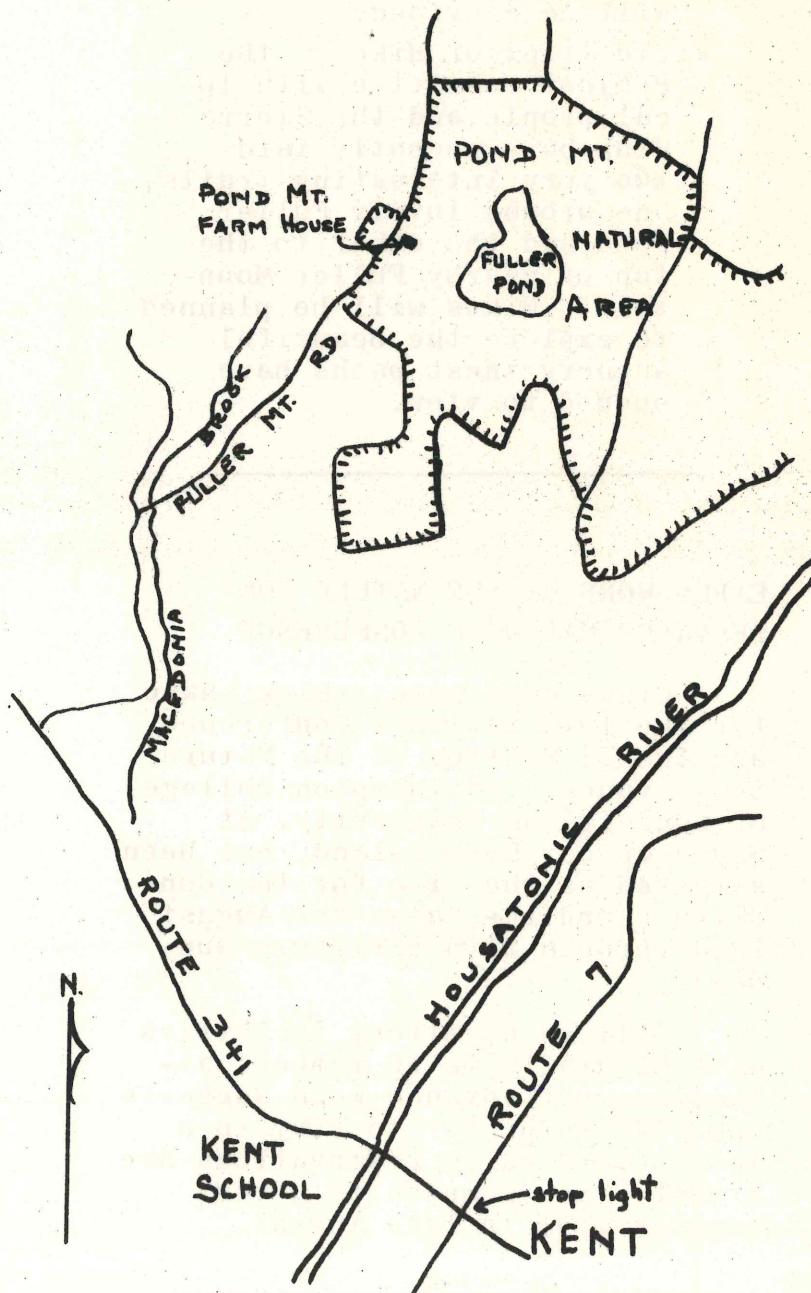 POND MT.
NATURAL
AREA
POND MT.
FARM HOUSE
FULLER
POND
BROOK
FULLER MT. RD.
MACEDONIA
ROUTE 341
HOUSATONIC RIVER
ROUTE 7
N.
KENT
SCHOOL
stop light
KENT